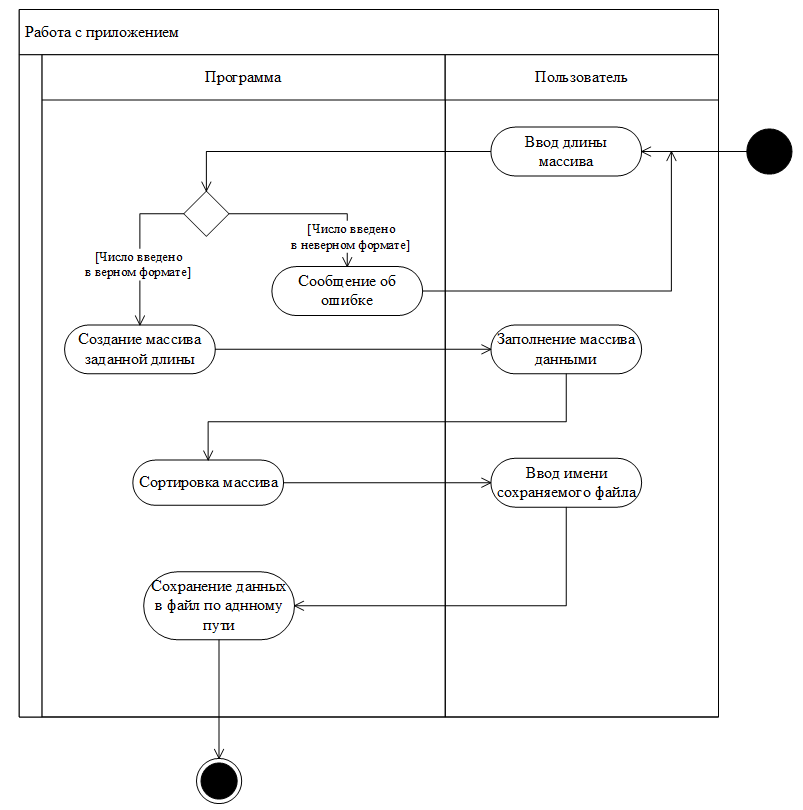 Работа с приложением
Программа
Пользователь
Ввод длины
массива
[Число введено
в неверном формате]
[Число введено
в верном формате]
Сообщение об
ошибке
Создание массива
заданной длины
Заполнение массива
данными
Сортировка массива
Ввод имени
сохраняемого файла
Сохранение данных
в файл по аднному
пути